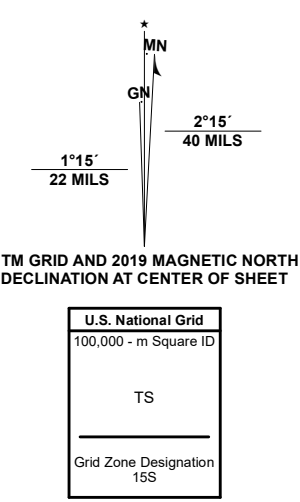 ★
MN
GN
2°15´
40 MILS
1°15´
22 MILS
TM GRID AND 2019 MAGNETIC NORTH
DECLINATION AT CENTER OF SHEET
U.S. National Grid
100,000 - m Square ID
TS
Grid Zone Designation
15S